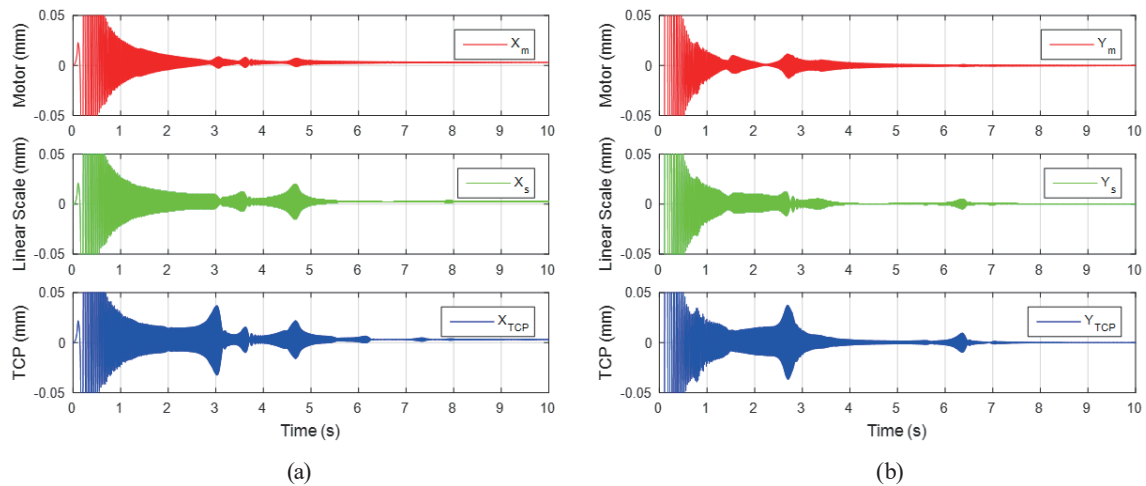 Motor (mm)
0.05
0
-0.05
X_m
0 1 2 3 4 5 6 7 8 9 10
Linear Scale (mm)
0.05
0
-0.05
X_s
0 1 2 3 4 5 6 7 8 9 10
TCP (mm)
0.05
0
-0.05
X_TCP
0 1 2 3 4 5 6 7 8 9 10
Time (s)
(a)
Motor (mm)
0.05
0
-0.05
Y_m
0 1 2 3 4 5 6 7 8 9 10
Linear Scale (mm)
0.05
0
-0.05
Y_s
0 1 2 3 4 5 6 7 8 9 10
TCP (mm)
0.05
0
-0.05
Y_TCP
0 1 2 3 4 5 6 7 8 9 10
Time (s)
(b)